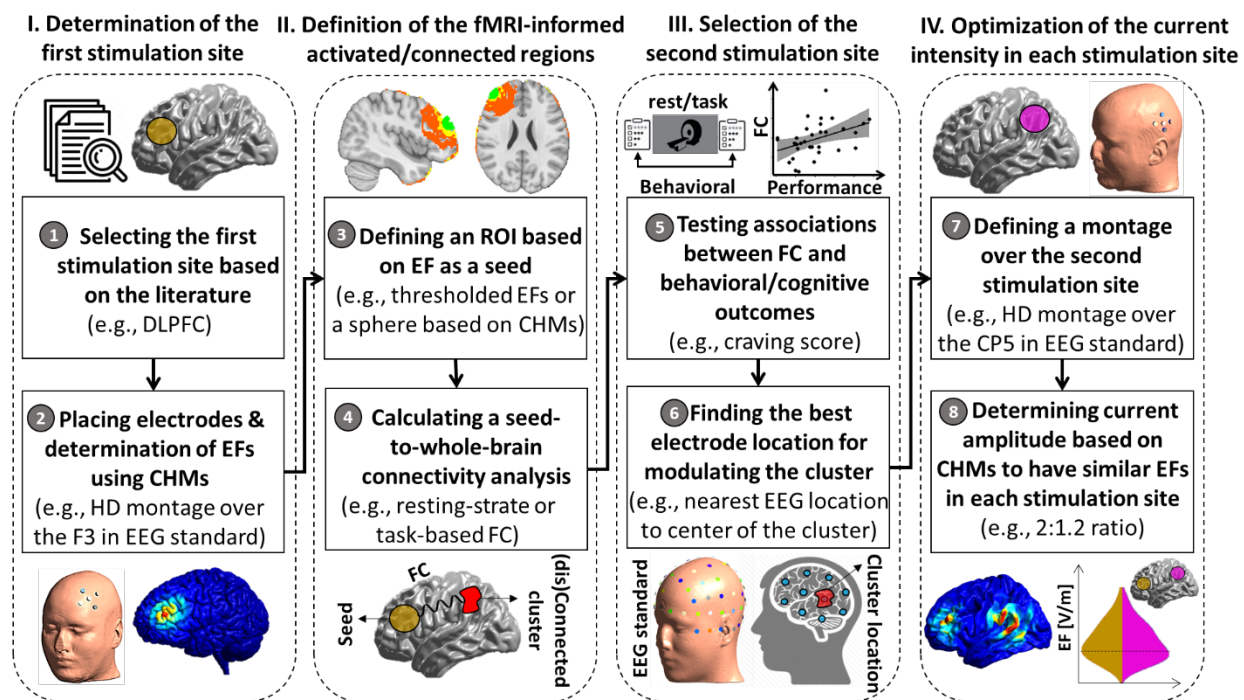 I. Determination of the
first stimulation site
1
Selecting the first
stimulation site based
on the literature
(e.g., DLPFC)
2
Placing electrodes &
determination of EFs
using CHMs
(e.g., HD montage over
the F3 in EEG standard)
II. Definition of the fMRI-informed
activated/connected regions
3
Defining an ROI based
on EF as a seed
(e.g., thresholded EFs or
a sphere based on CHMs)
4
Calculating a seed-
to-whole-brain
connectivity analysis
(e.g., resting-strate or
task-based FC)
FC
Seed
(dis)Connected
cluster
III. Selection of the
second stimulation site
rest/task
Behavioral
FC
Performance
5
Testing associations
between FC and
behavioral/cognitive
outcomes
(e.g., craving score)
6
Finding the best
electrode location for
modulating the cluster
(e.g., nearest EEG location
to center of the cluster)
EEG standard
Cluster location
IV. Optimization of the current
intensity in each stimulation site
7
Defining a montage
over the second
stimulation site
(e.g., HD montage over
the CP5 in EEG standard)
8
Determining current
amplitude based on
CHMs to have similar EFs
in each stimulation site
(e.g., 2:1.2 ratio)
EF [V/m]